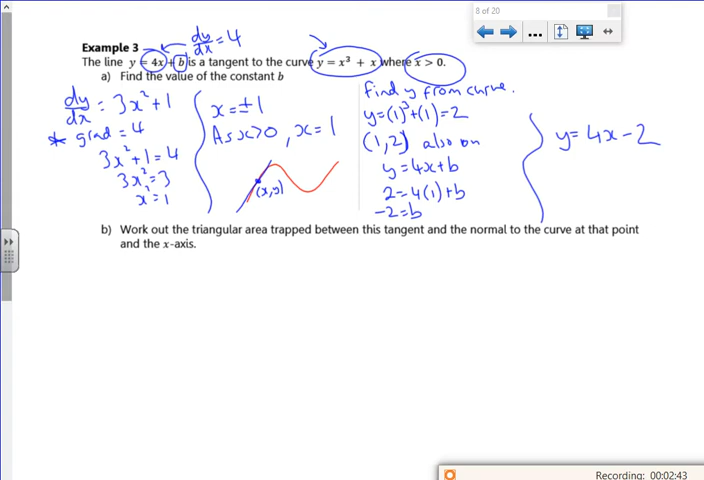 8 of 20
...
dy/dx = 4
Example 3
The line y = 4x + b is a tangent to the curve y = x³ + x where x > 0.
a) Find the value of the constant b
dy/dx = 3x² + 1
* grad = 4
3x² + 1 = 4
3x² = 3
x² = 1
x = ±1
As x>0, x = 1
(x,y)
find y from curve.
y = (1)³ + (1) = 2
(1,2) also on
y = 4x + b
2 = 4(1) + b
-2 = b
y = 4x - 2
b) Work out the triangular area trapped between this tangent and the normal to the curve at that point
and the x-axis.
Recording: 00:02:43